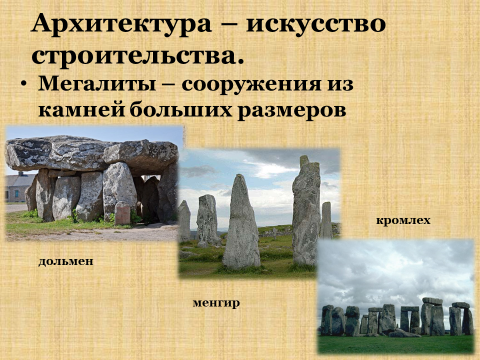 Архитектура – искусство
строительства.
• Мегалиты – сооружения из
камней больших размеров
кромлех
дольмен
менгир